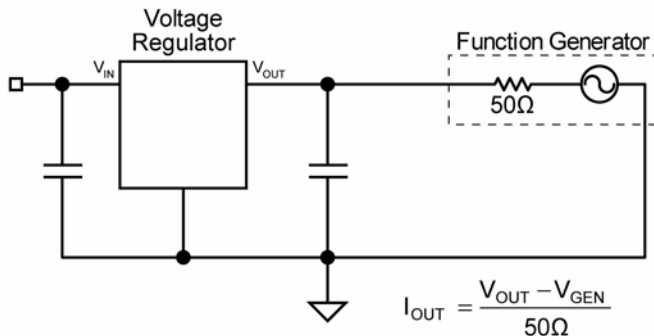 Voltage
Regulator
Function Generator
V_IN
V_OUT
50Ω
I_OUT = (V_OUT − V_GEN) / 50Ω